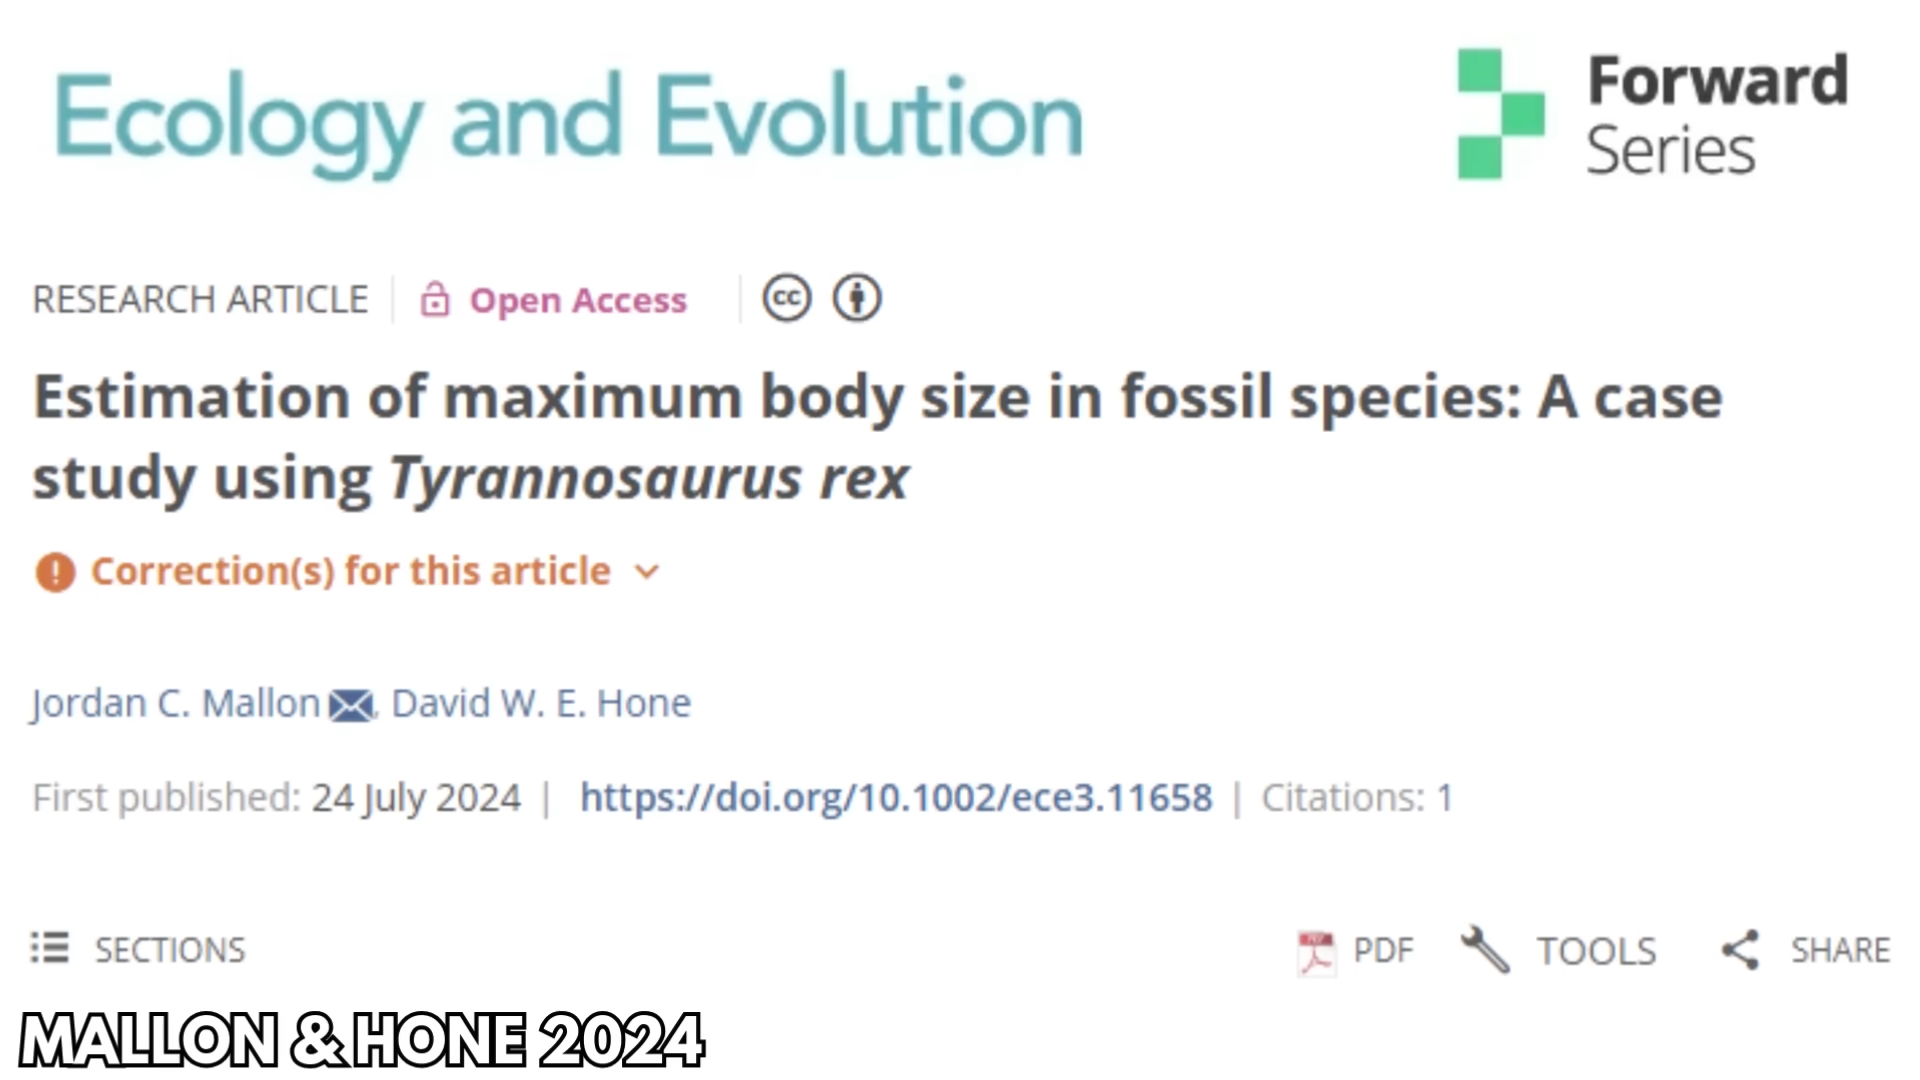 Ecology and Evolution
Forward
Series
RESEARCH ARTICLE
Open Access
cc
Estimation of maximum body size in fossil species: A case
study using Tyrannosaurus rex
! Correction(s) for this article
Jordan C. Mallon, David W. E. Hone
First published: 24 July 2024 | https://doi.org/10.1002/ece3.11658 | Citations: 1
SECTIONS
PDF
TOOLS
SHARE
MALLON & HONE 2024